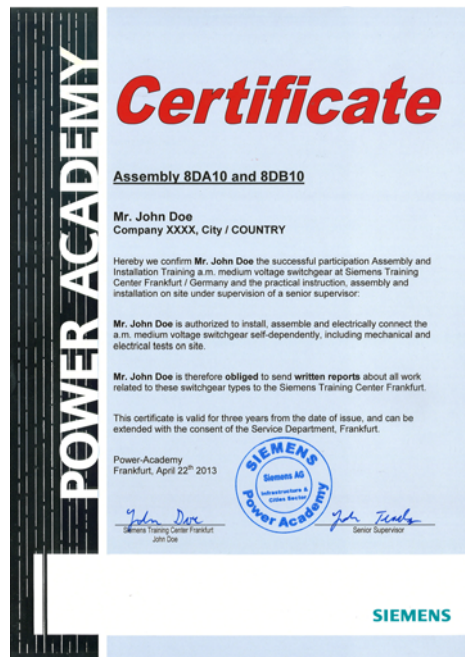 POWER ACADEMY
Certificate
Assembly 8DA10 and 8DB10
Mr. John Doe
Company XXXX, City / COUNTRY
Hereby we confirm Mr. John Doe the successful participation Assembly and
Installation Training a.m. medium voltage switchgear at Siemens Training
Center Frankfurt / Germany and the practical instruction, assembly and
installation on site under supervision of a senior supervisor:
Mr. John Doe is authorized to install, assemble and electrically connect the
a.m. medium voltage switchgear self-dependently, including mechanical and
electrical tests on site.
Mr. John Doe is therefore obliged to send written reports about all work
related to these switchgear types to the Siemens Training Center Frankfurt.
This certificate is valid for three years from the date of issue, and can be
extended with the consent of the Service Department, Frankfurt.
Power-Academy
Frankfurt, April 22th 2013
SIEMENS
Siemens AG
Infrastructure &
Cities Sector
Power Academy
John Doe
Siemens Training Center Frankfurt
John Doe
Senior Supervisor
SIEMENS